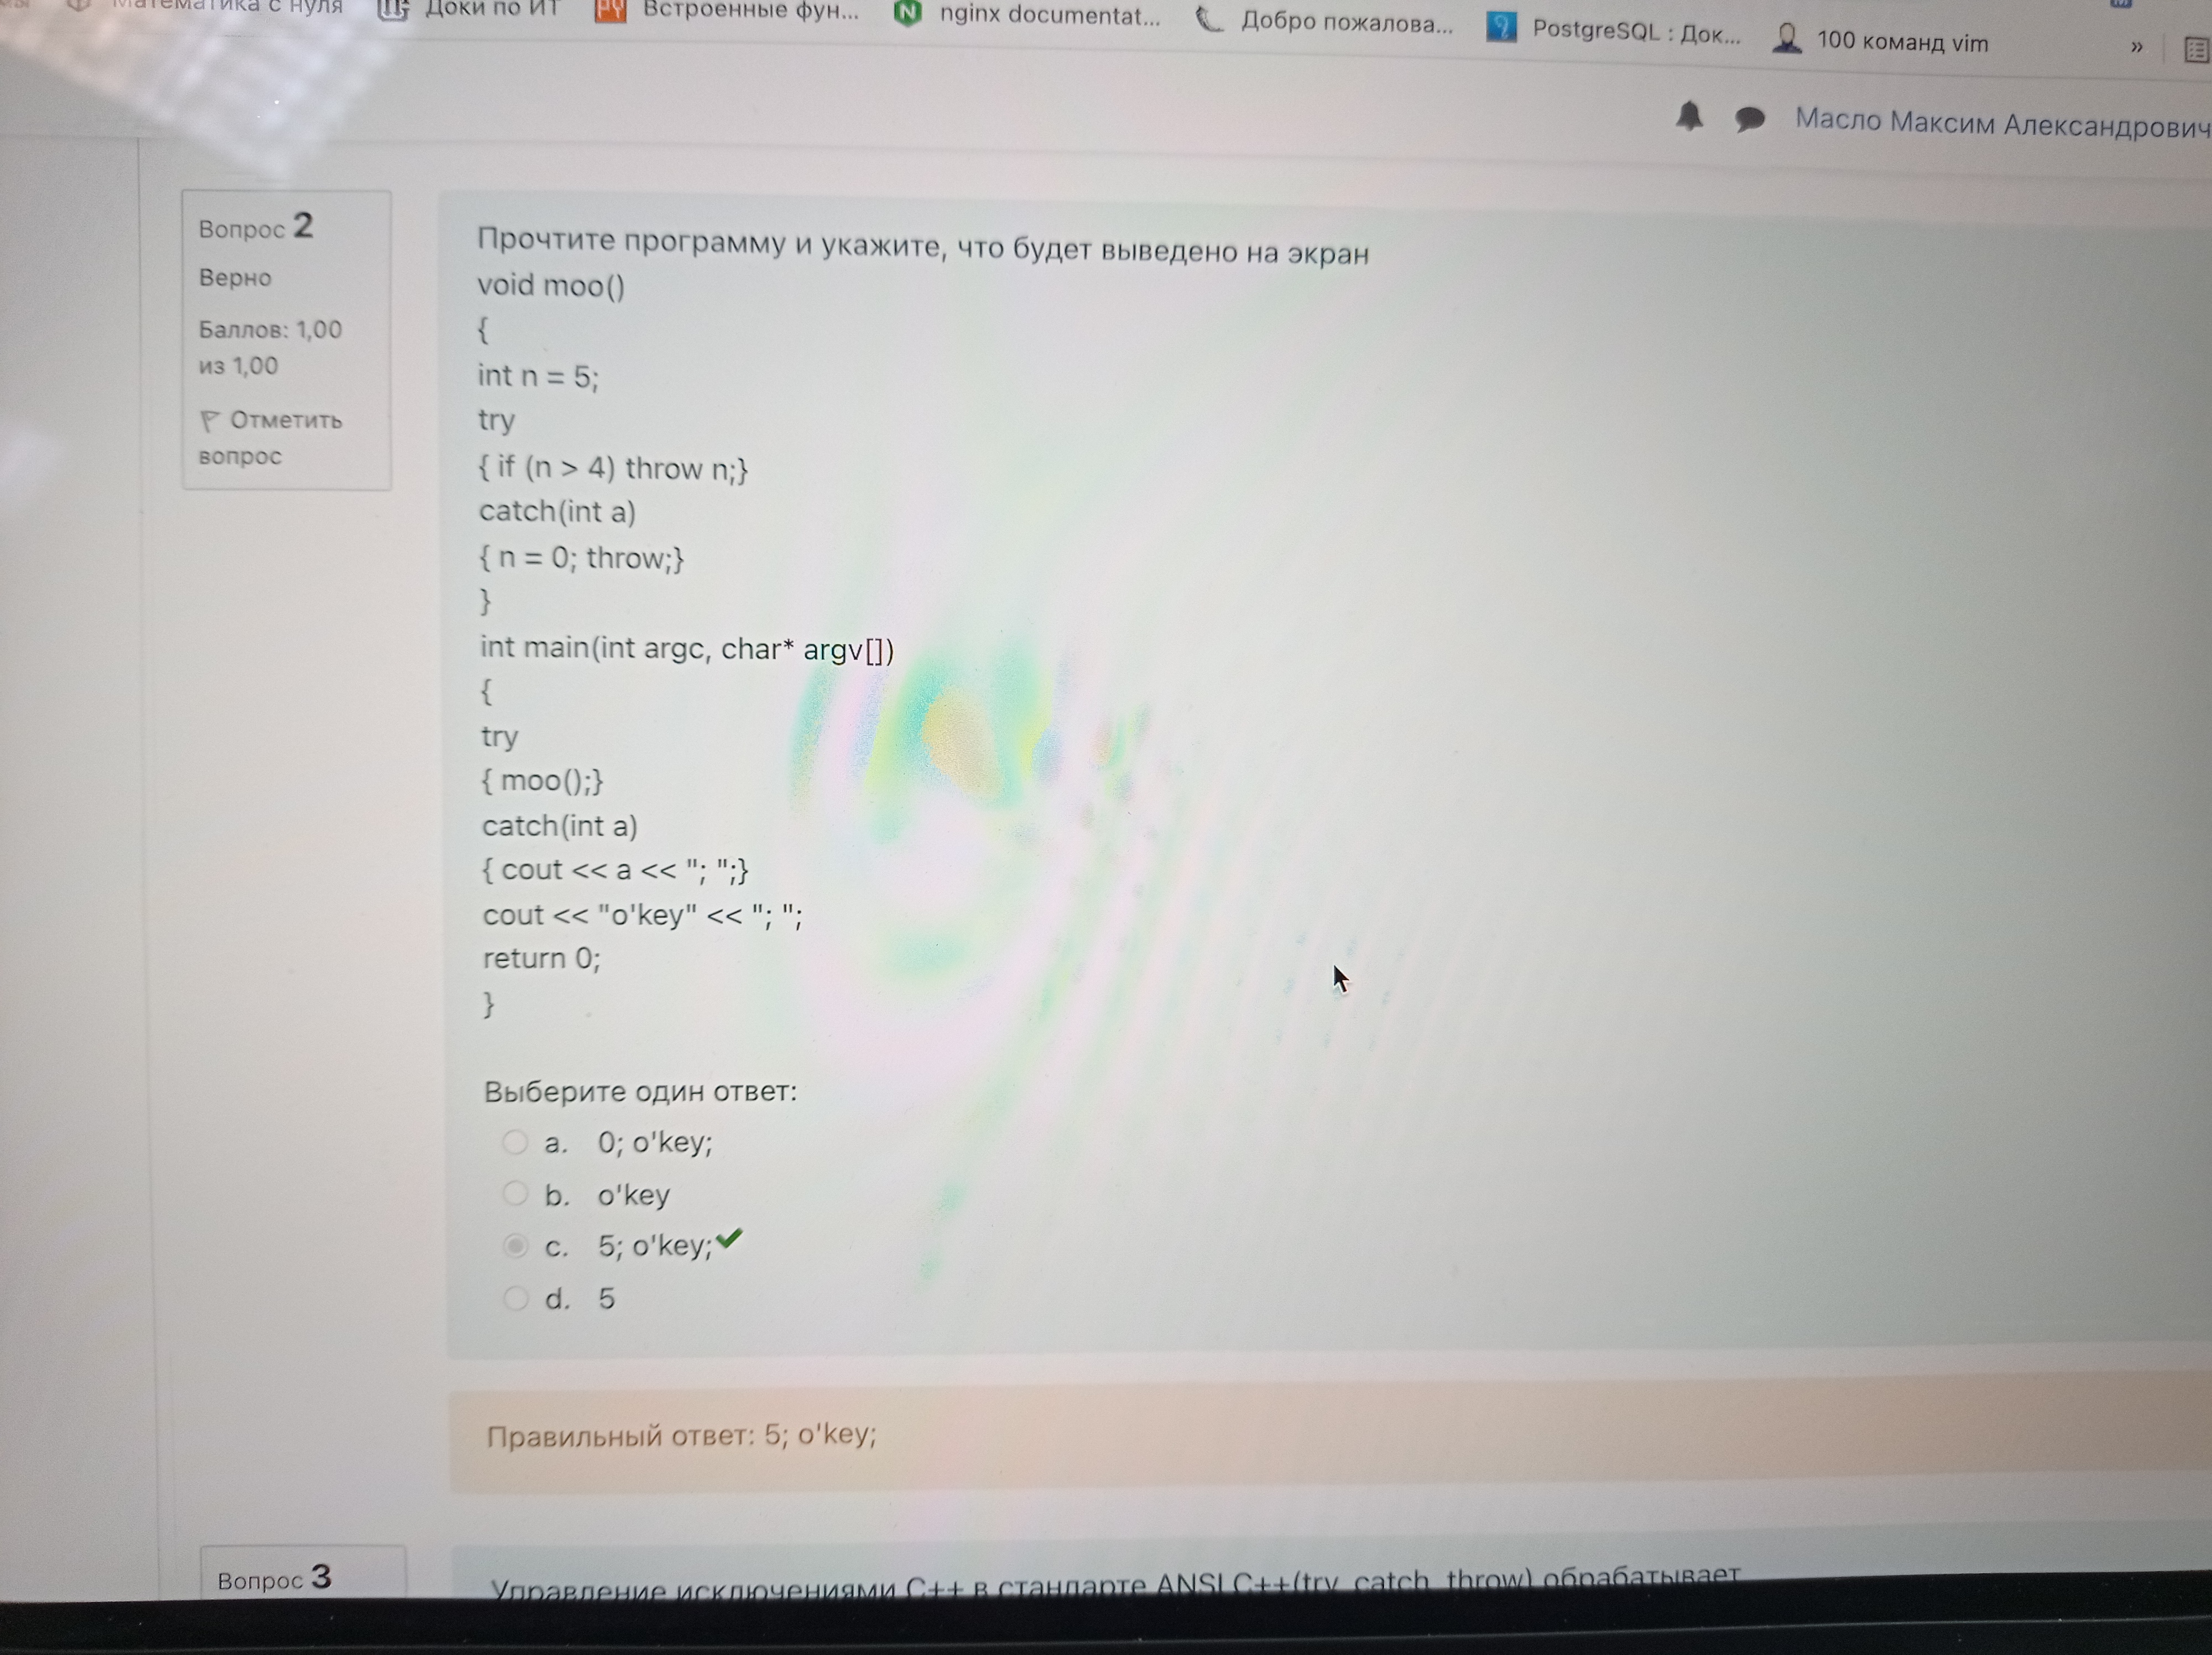 Математика с нуля
Доки по ИТ
Встроенные фун...
nginx documentat...
Добро пожалова...
PostgreSQL : Док...
100 команд vim
»
Масло Максим Александрович
Вопрос 2
Верно
Баллов: 1,00
из 1,00
Отметить
вопрос
Прочтите программу и укажите, что будет выведено на экран
void moo()
{
int n = 5;
try
{ if (n > 4) throw n;}
catch(int a)
{ n = 0; throw;}
}
int main(int argc, char* argv[])
{
try
{ moo();}
catch(int a)
{ cout << a << "; ";}
cout << "o'key" << "; ";
return 0;
}
Выберите один ответ:
a. 0; o'key;
b. o'key
c. 5; o'key;
d. 5
Правильный ответ: 5; o'key;
Вопрос 3
Управление исключениями C++ в стандарте ANSI C++(try, catch, throw) обрабатывает